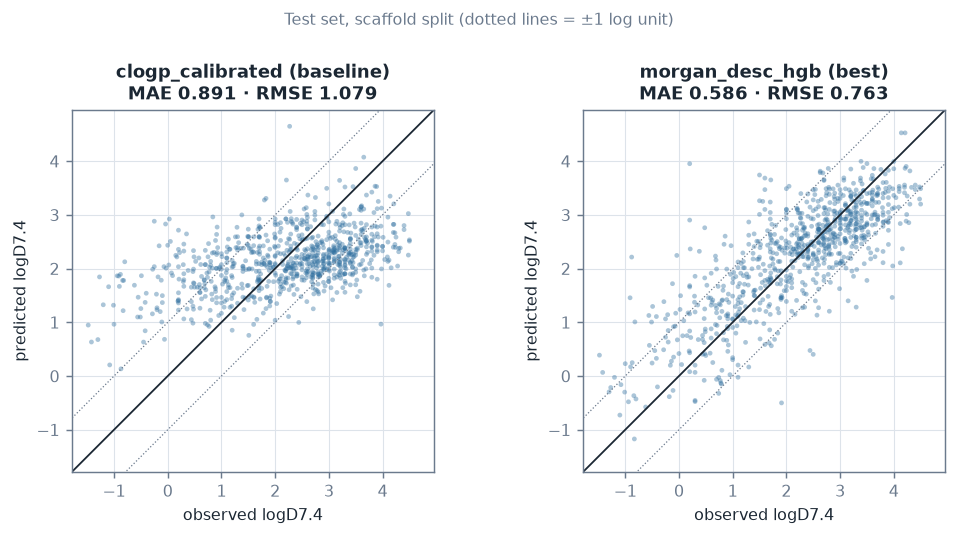 Test set, scaffold split (dotted lines = ±1 log unit)
clogp_calibrated (baseline)
MAE 0.891 · RMSE 1.079
4
3
2
1
0
−1
predicted logD7.4
−1 0 1 2 3 4
observed logD7.4
morgan_desc_hgb (best)
MAE 0.586 · RMSE 0.763
4
3
2
1
0
−1
predicted logD7.4
−1 0 1 2 3 4
observed logD7.4